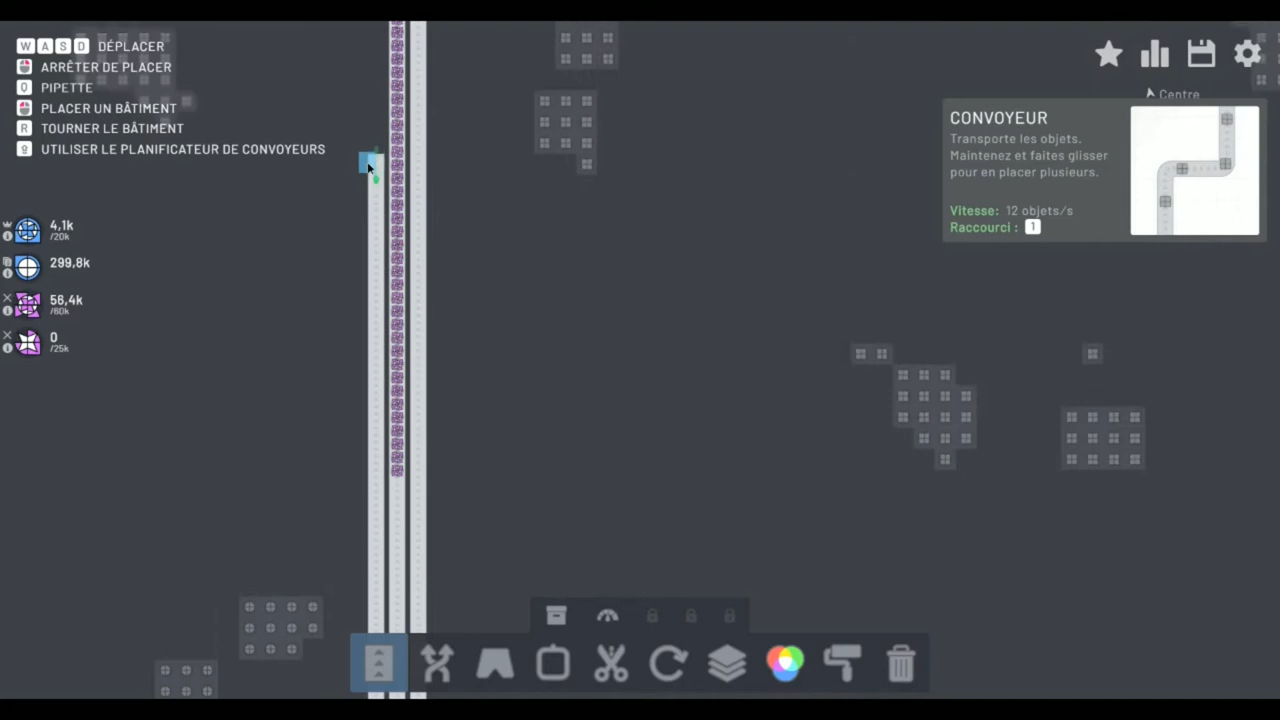 W A S D DÉPLACER
ARRÊTER DE PLACER
Q PIPETTE
PLACER UN BÂTIMENT
R TOURNER LE BÂTIMENT
UTILISER LE PLANIFICATEUR DE CONVOYEURS
4,1k
/20k
299,8k
56,4k
/60k
0
/25k
Centre
CONVOYEUR
Transporte les objets.
Maintenez et faites glisser
pour en placer plusieurs.
Vitesse: 12 objets/s
Raccourci : 1